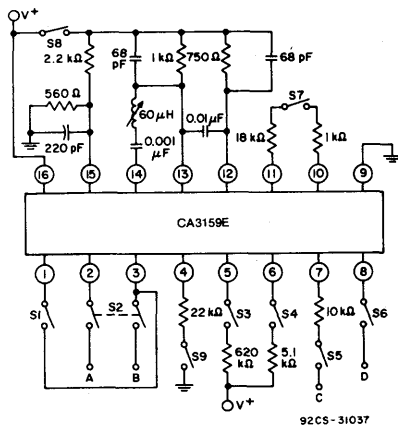 V+
S8
2.2 kΩ
68 pF
1 kΩ
750 Ω
68 pF
560 Ω
60 μH
0.01 μF
S7
220 pF
0.001 μF
18 kΩ
1 kΩ
16 15 14 13 12 11 10 9
CA3159E
1 2 3 4 5 6 7 8
S1
S2
22 kΩ
S3
S4
10 kΩ
S6
A
B
S9
620 kΩ
5.1 kΩ
S5
D
V+
C
92CS-31037